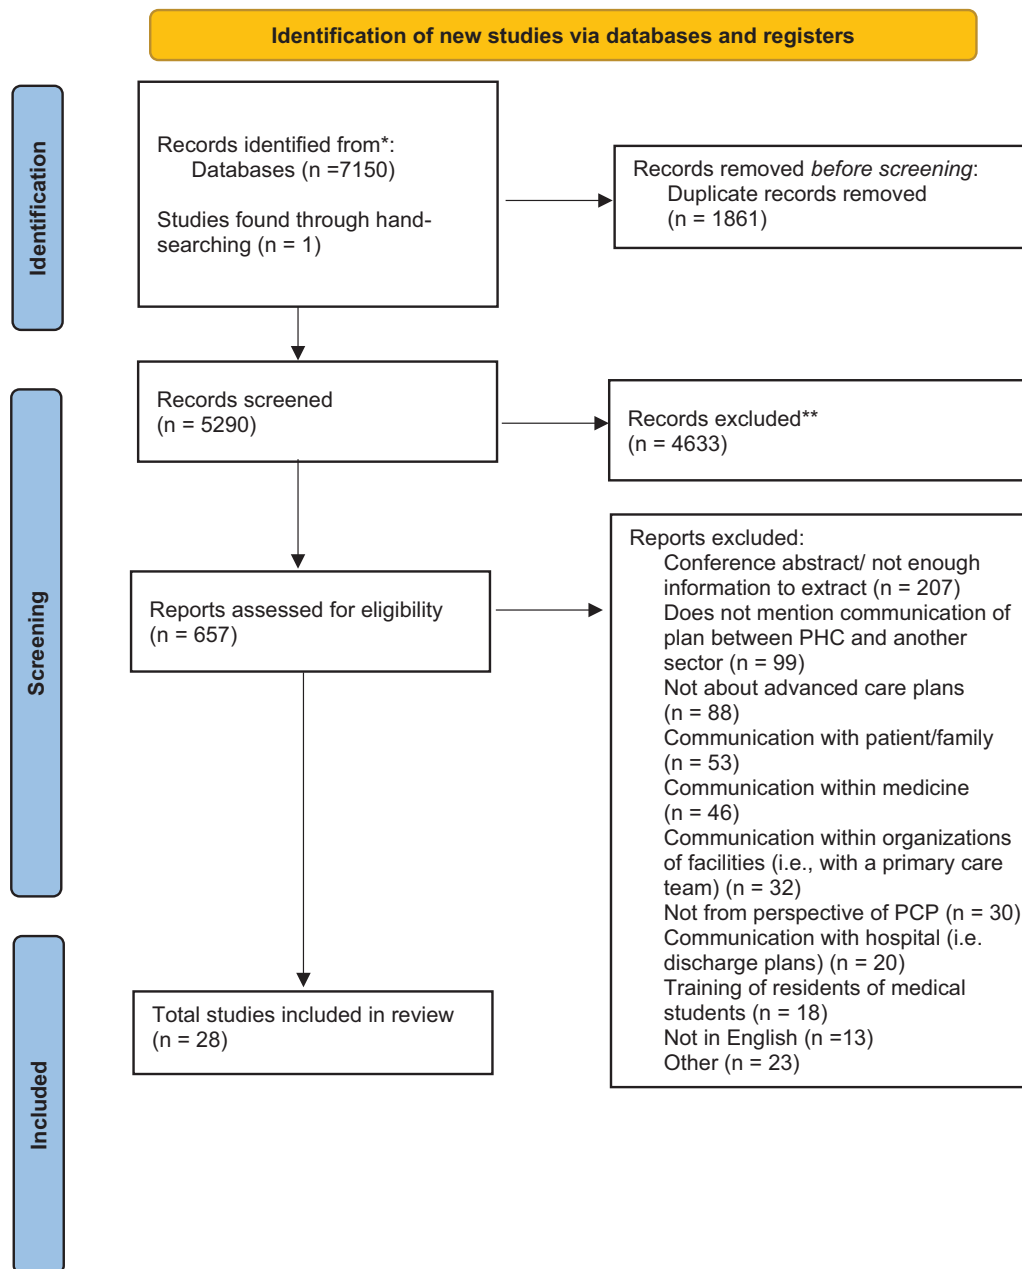 Identification of new studies via databases and registers
Identification
Records identified from*:
Databases (n =7150)
Studies found through hand-
searching (n = 1)
Records removed before screening:
Duplicate records removed
(n = 1861)
Screening
Records screened
(n = 5290)
Records excluded**
(n = 4633)
Reports assessed for eligibility
(n = 657)
Reports excluded:
Conference abstract/ not enough
information to extract (n = 207)
Does not mention communication of
plan between PHC and another
sector (n = 99)
Not about advanced care plans
(n = 88)
Communication with patient/family
(n = 53)
Communication within medicine
(n = 46)
Communication within organizations
of facilities (i.e., with a primary care
team) (n = 32)
Not from perspective of PCP (n = 30)
Communication with hospital (i.e.
discharge plans) (n = 20)
Training of residents of medical
students (n = 18)
Not in English (n =13)
Other (n = 23)
Included
Total studies included in review
(n = 28)